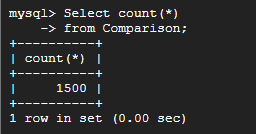 mysql> Select count(*)
    -> from Comparison;
+----------+
| count(*) |
+----------+
|     1500 |
+----------+
1 row in set (0.00 sec)